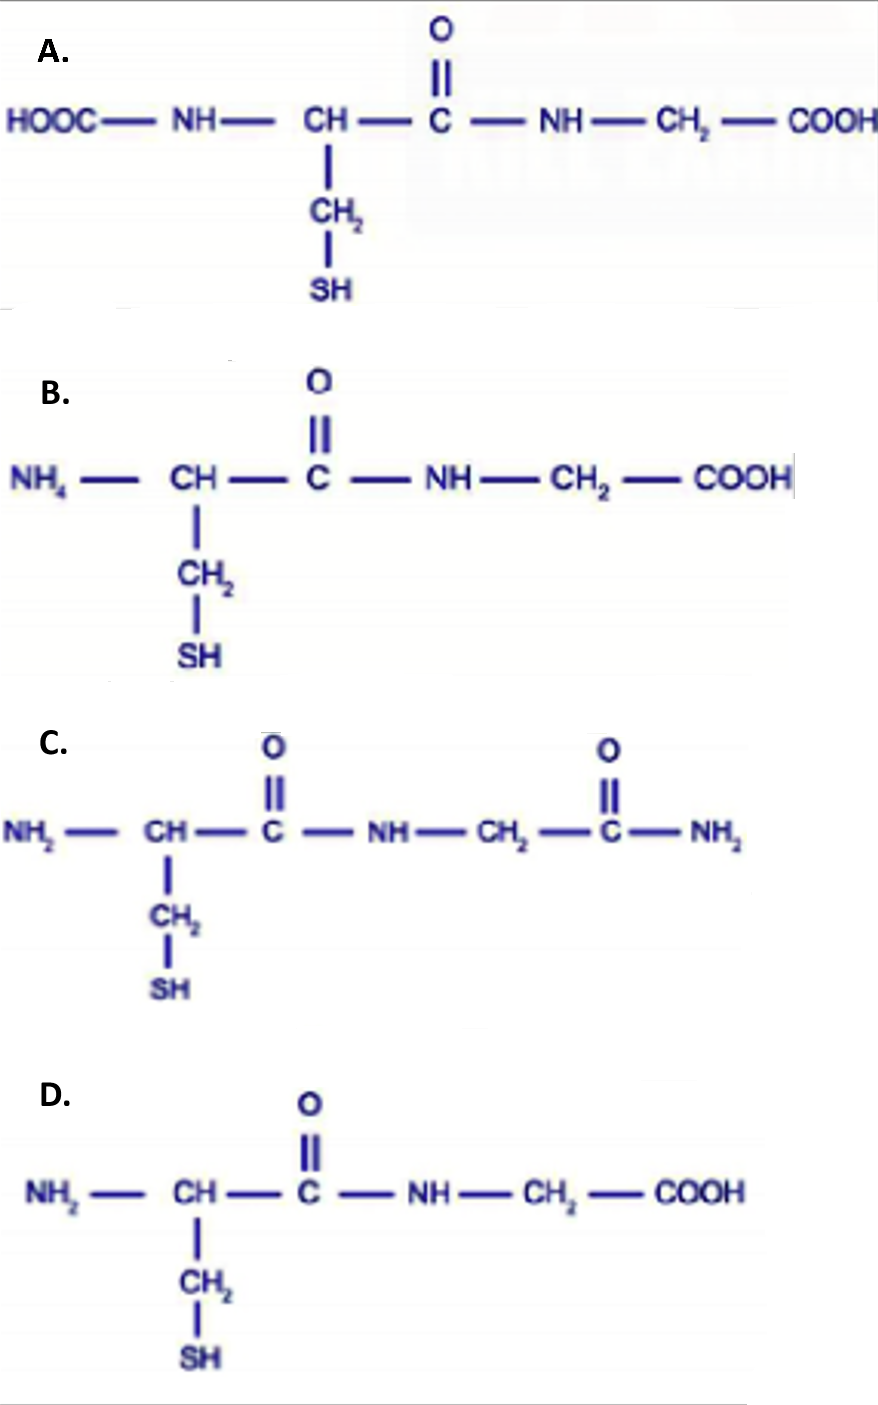 A.
O
HOOC NH CH C NH CH₂ COOH
CH₂
SH
B.
O
NH₄ CH C NH CH₂ COOH
CH₂
SH
C.
O O
NH₂ CH C NH CH₂ C NH₂
CH₂
SH
D.
O
NH₂ CH C NH CH₂ COOH
CH₂
SH